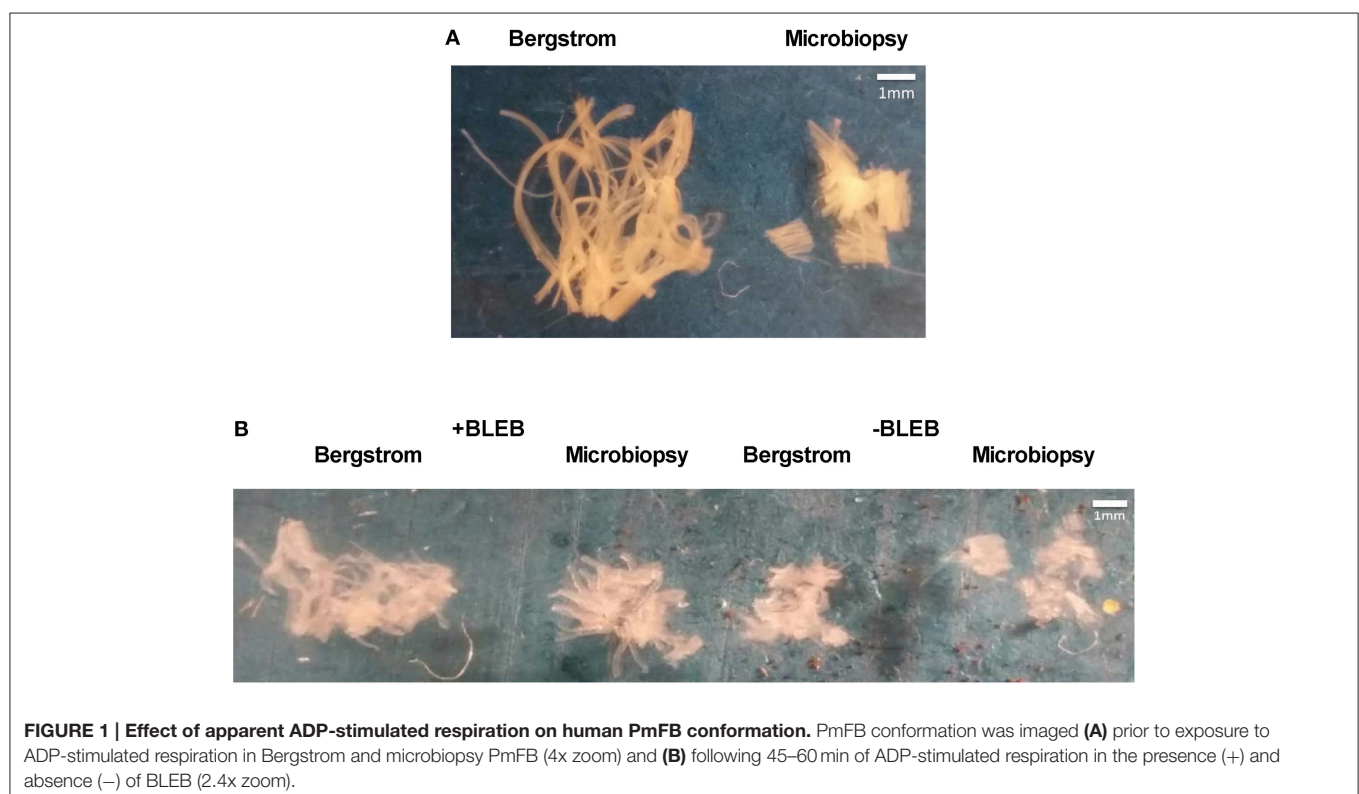 A Bergstrom Microbiopsy
1mm
B +BLEB -BLEB
Bergstrom Microbiopsy Bergstrom Microbiopsy
1mm
FIGURE 1 | Effect of apparent ADP-stimulated respiration on human PmFB conformation. PmFB conformation was imaged (A) prior to exposure to
ADP-stimulated respiration in Bergstrom and microbiopsy PmFB (4x zoom) and (B) following 45–60 min of ADP-stimulated respiration in the presence (+) and
absence (−) of BLEB (2.4x zoom).